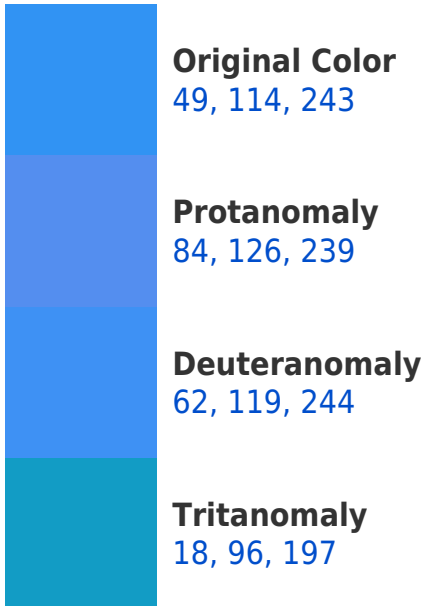 Original Color
49, 114, 243
Protanomaly
84, 126, 239
Deuteranomaly
62, 119, 244
Tritanomaly
18, 96, 197